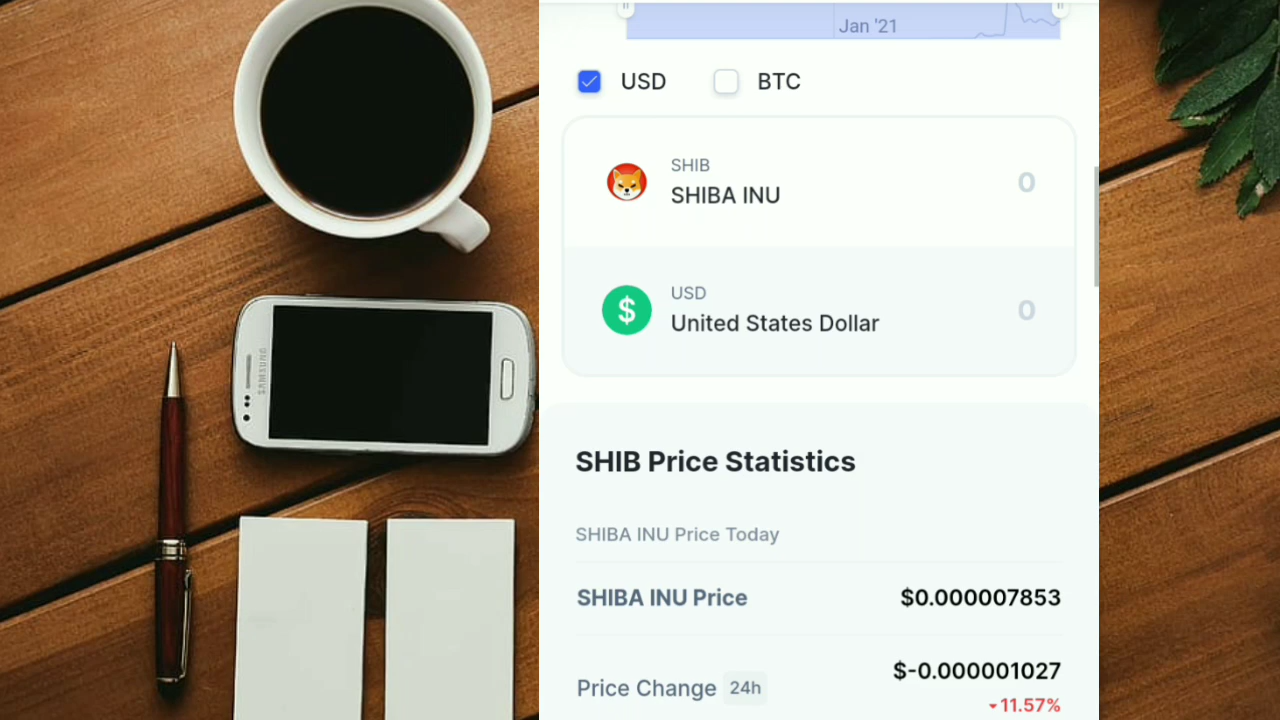 Jan '21
USD BTC
SHIB
SHIBA INU 0
USD
United States Dollar 0
SHIB Price Statistics
SHIBA INU Price Today
SHIBA INU Price $0.000007853
Price Change 24h $-0.000001027
11.57%
SAMSUNG